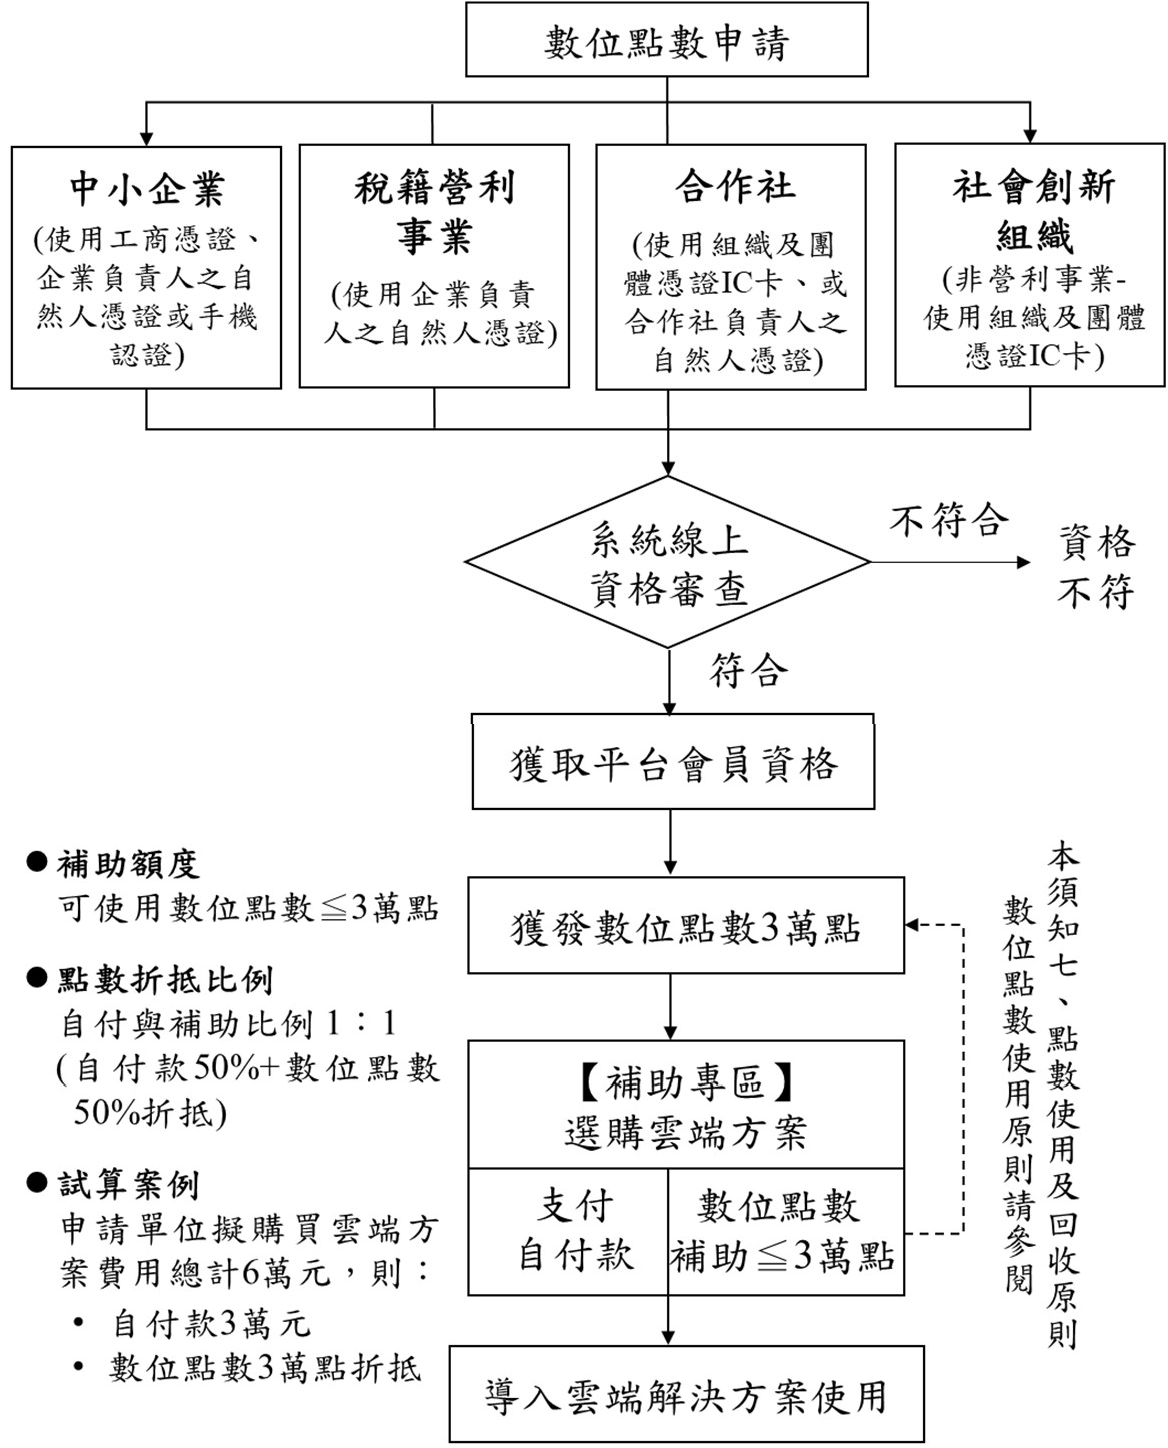 數位點數申請
中小企業
(使用工商憑證、
企業負責人之自
然人憑證或手機
認證)
稅籍營利
事業
(使用企業負責
人之自然人憑證)
合作社
(使用組織及團
體憑證IC卡、或
合作社負責人之
自然人憑證)
社會創新
組織
(非營利事業-
使用組織及團體
憑證IC卡)
系統線上
資格審查
不符合
資格
不符
符合
獲取平台會員資格
獲發數位點數3萬點
【補助專區】
選購雲端方案
支付
自付款
數位點數
補助≦3萬點
導入雲端解決方案使用
數位點數使用原則請參閱
本須知七、點數使用及回收原則
●補助額度
可使用數位點數≦3萬點
●點數折抵比例
自付與補助比例1：1
(自付款50%+數位點數
50%折抵)
●試算案例
申請單位擬購買雲端方
案費用總計6萬元，則：
• 自付款3萬元
• 數位點數3萬點折抵